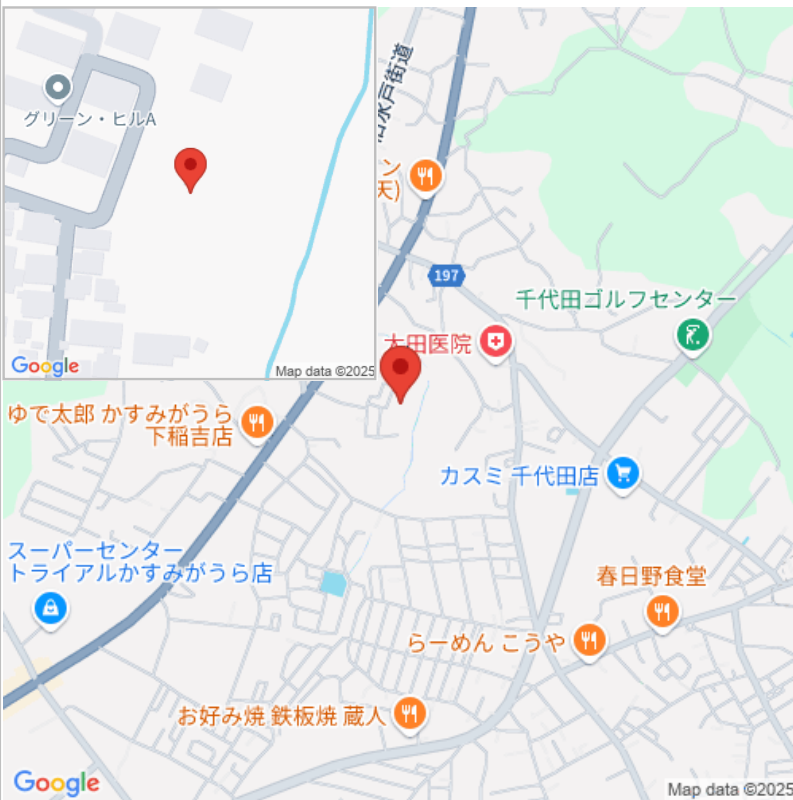 グリーン・ヒルA
Google
Map data ©2025
旧水戸街道
ン
天)
197
千代田ゴルフセンター
太田医院
ゆで太郎 かすみがうら
下稲吉店
カスミ 千代田店
スーパーセンター
トライアルかすみがうら店
春日野食堂
らーめん こうや
お好み焼 鉄板焼 蔵人
Google
Map data ©2025